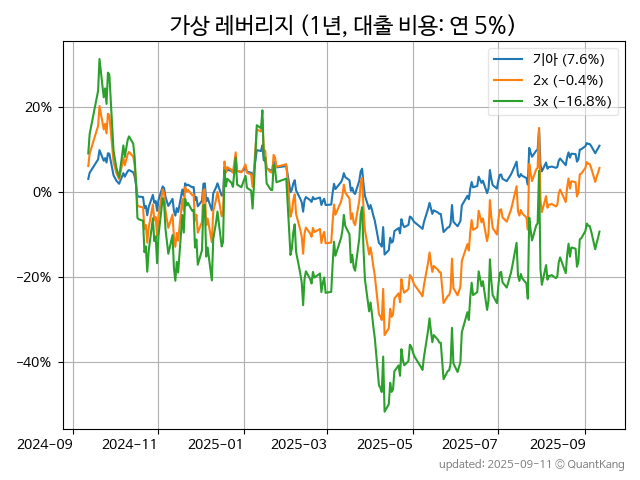 가상 레버리지 (1년, 대출 비용: 연 5%)
기아 (7.6%)
2x (−0.4%)
3x (−16.8%)
20%
0%
−20%
−40%
2024-09 2024-11 2025-01 2025-03 2025-05 2025-07 2025-09
updated: 2025-09-11 © QuantKang